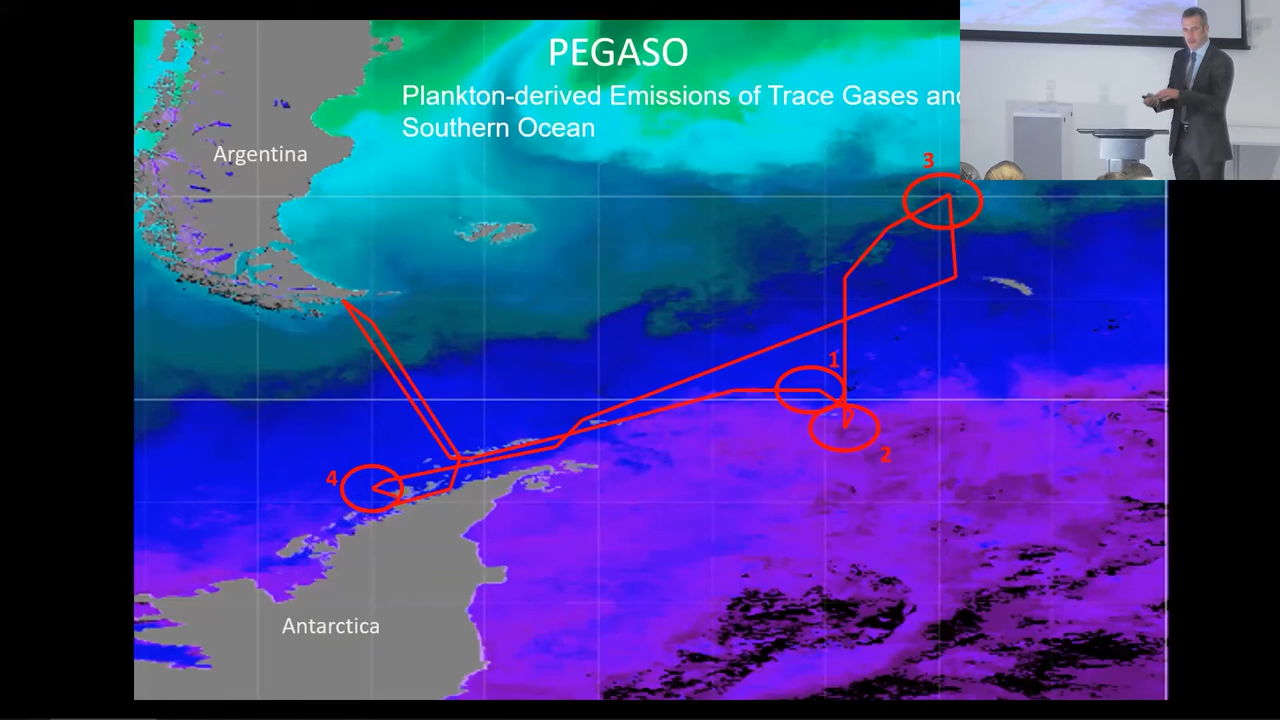 PEGASO
Plankton-derived Emissions of Trace Gases and
Southern Ocean
Argentina
3
1
2
4
Antarctica